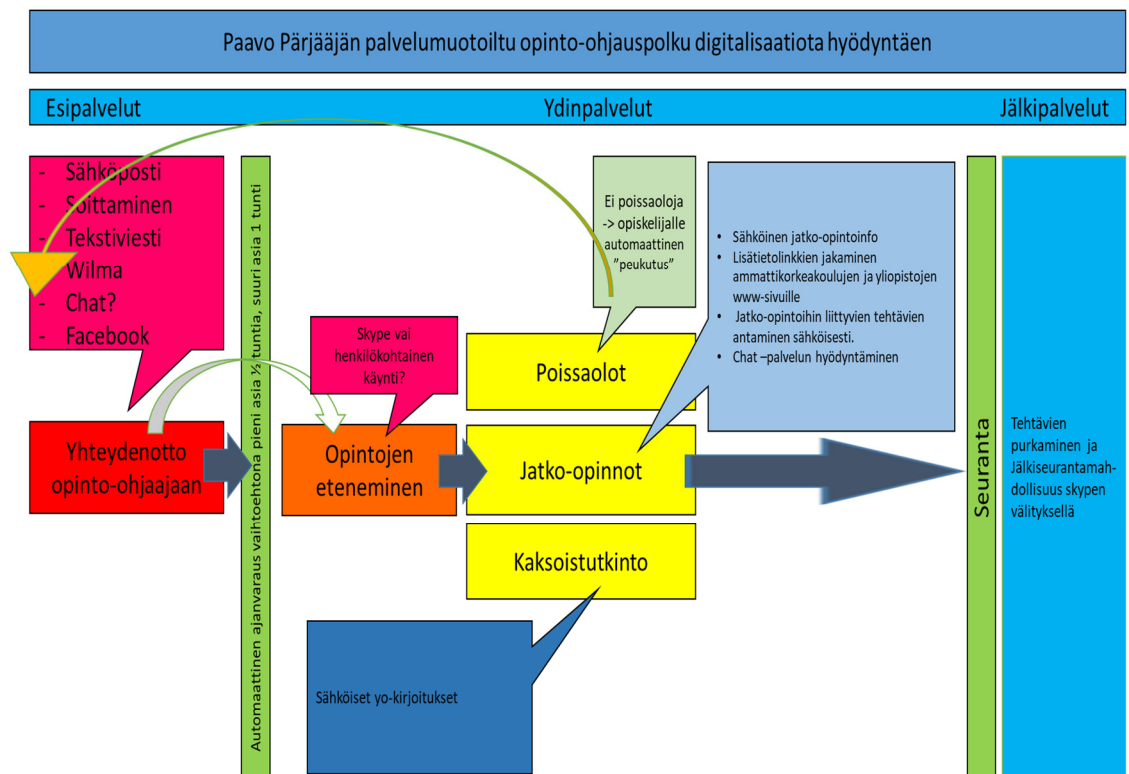 Paavo Pärjääjän palvelumuotoiltu opinto-ohjauspolku digitalisaatiota hyödyntäen
Esipalvelut
Ydinpalvelut
Jälkipalvelut
- Sähköposti
- Soittaminen
- Tekstiviesti
- Wilma
- Chat?
- Facebook
Yhteydenotto
opinto-ohjaajaan
Automaattinen ajanvaraus vaihtoehtona pieni asia ½ tuntia, suuri asia 1 tunti
Skype vai
henkilökohtainen
käynti?
Opintojen
eteneminen
Ei poissaoloja
-> opiskelijalle
automaattinen
”peukutus”
Poissaolot
Jatko-opinnot
Kaksoistutkinto
• Sähköinen jatko-opintoinfo
• Lisätietolinkkien jakaminen
ammattikorkeakoulujen ja yliopistojen
www-sivuille
• Jatko-opintoihin liittyvien tehtävien
antaminen sähköisesti.
• Chat –palvelun hyödyntäminen
Sähköiset yo-kirjoitukset
Seuranta
Tehtävien
purkaminen ja
Jälkiseurantamah-
dollisuus skypen
välityksellä